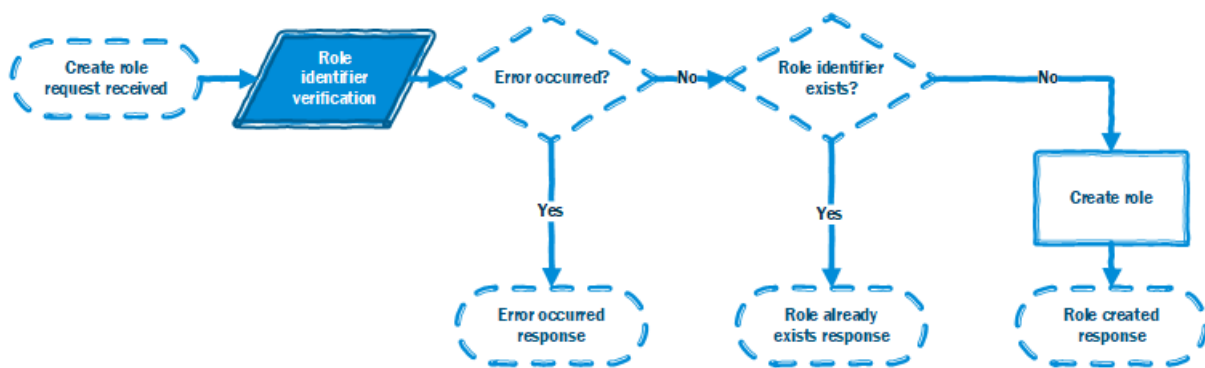 Create role
request received
Role
identifier
verification
Error occurred?
No
Role identifier
exists?
No
Yes
Yes
Create role
Error occurred
response
Role already
exists response
Role created
response